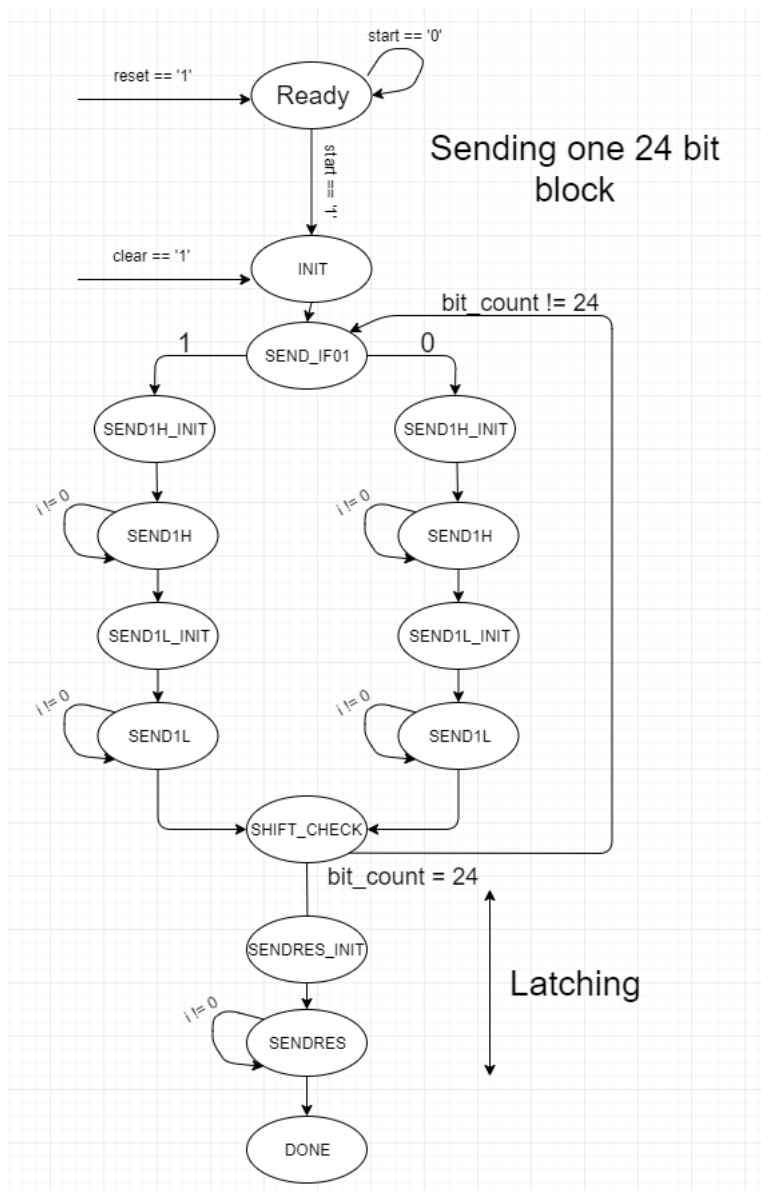 start == '0'
reset == '1'
Ready
start == '1'
Sending one 24 bit
block
clear == '1'
INIT
bit_count != 24
1
SEND_IF01
0
SEND1H_INIT
SEND1H_INIT
i != 0
SEND1H
i != 0
SEND1H
SEND1L_INIT
SEND1L_INIT
i != 0
SEND1L
i != 0
SEND1L
SHIFT_CHECK
bit_count = 24
SENDRES_INIT
Latching
i != 0
SENDRES
DONE